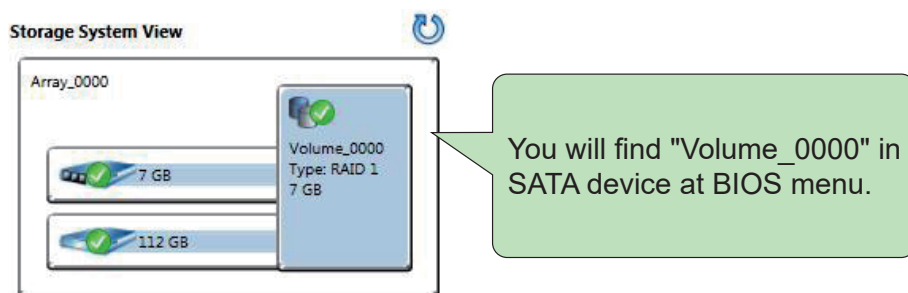 Storage System View
Array_0000
Volume_0000
Type: RAID 1
7 GB
7 GB
112 GB
You will find "Volume_0000" in
SATA device at BIOS menu.